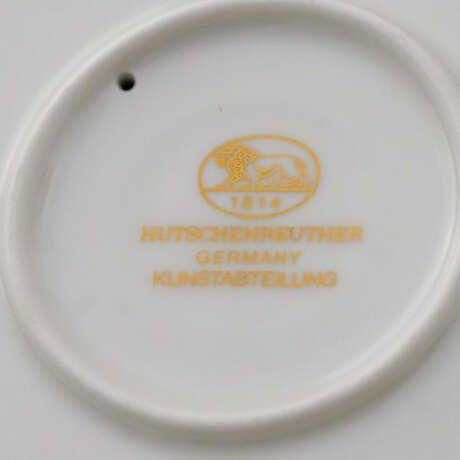 1814
HUTSCHENREUTHER
GERMANY
KUNSTABTEILUNG